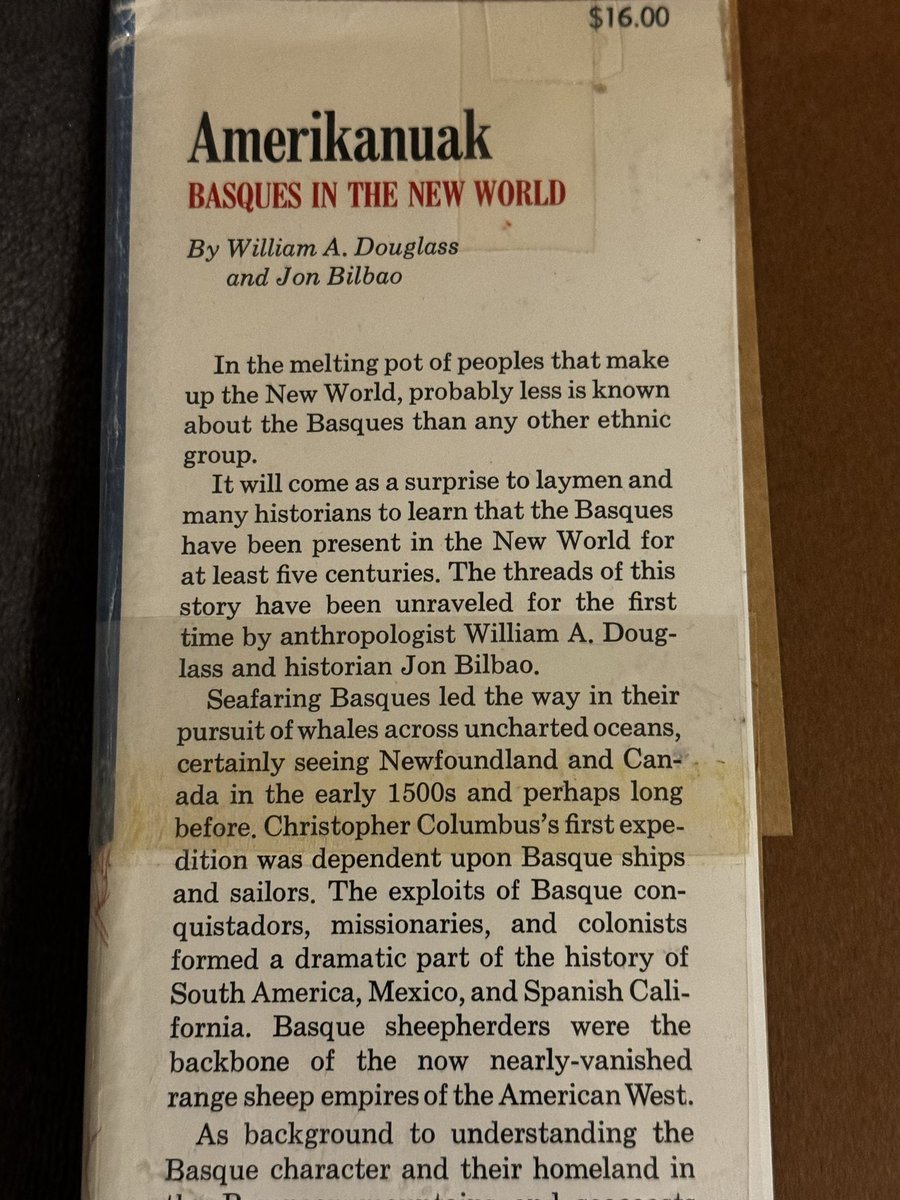 $16.00
Amerikanuak
BASQUES IN THE NEW WORLD
By William A. Douglass
and Jon Bilbao
In the melting pot of peoples that make
up the New World, probably less is known
about the Basques than any other ethnic
group.
It will come as a surprise to laymen and
many historians to learn that the Basques
have been present in the New World for
at least five centuries. The threads of this
story have been unraveled for the first
time by anthropologist William A. Doug-
lass and historian Jon Bilbao.
Seafaring Basques led the way in their
pursuit of whales across uncharted oceans,
certainly seeing Newfoundland and Can-
ada in the early 1500s and perhaps long
before. Christopher Columbus's first expe-
dition was dependent upon Basque ships
and sailors. The exploits of Basque con-
quistadors, missionaries, and colonists
formed a dramatic part of the history of
South America, Mexico, and Spanish Cali-
fornia. Basque sheepherders were the
backbone of the now nearly-vanished
range sheep empires of the American West.
As background to understanding the
Basque character and their homeland in